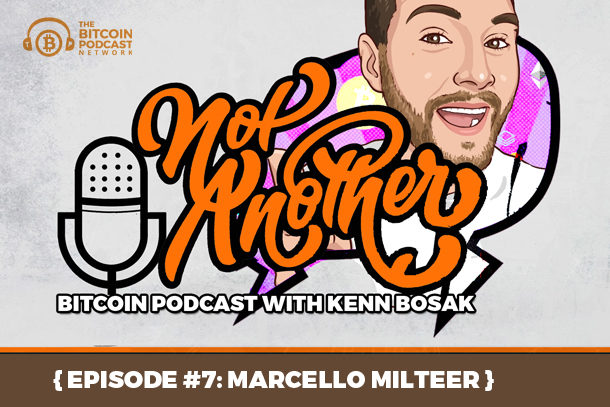 THE
BITCOIN
PODCAST
NETWORK
Not
Another
BITCOIN PODCAST WITH KENN BOSAK
{ EPISODE #7: MARCELLO MILTEER }